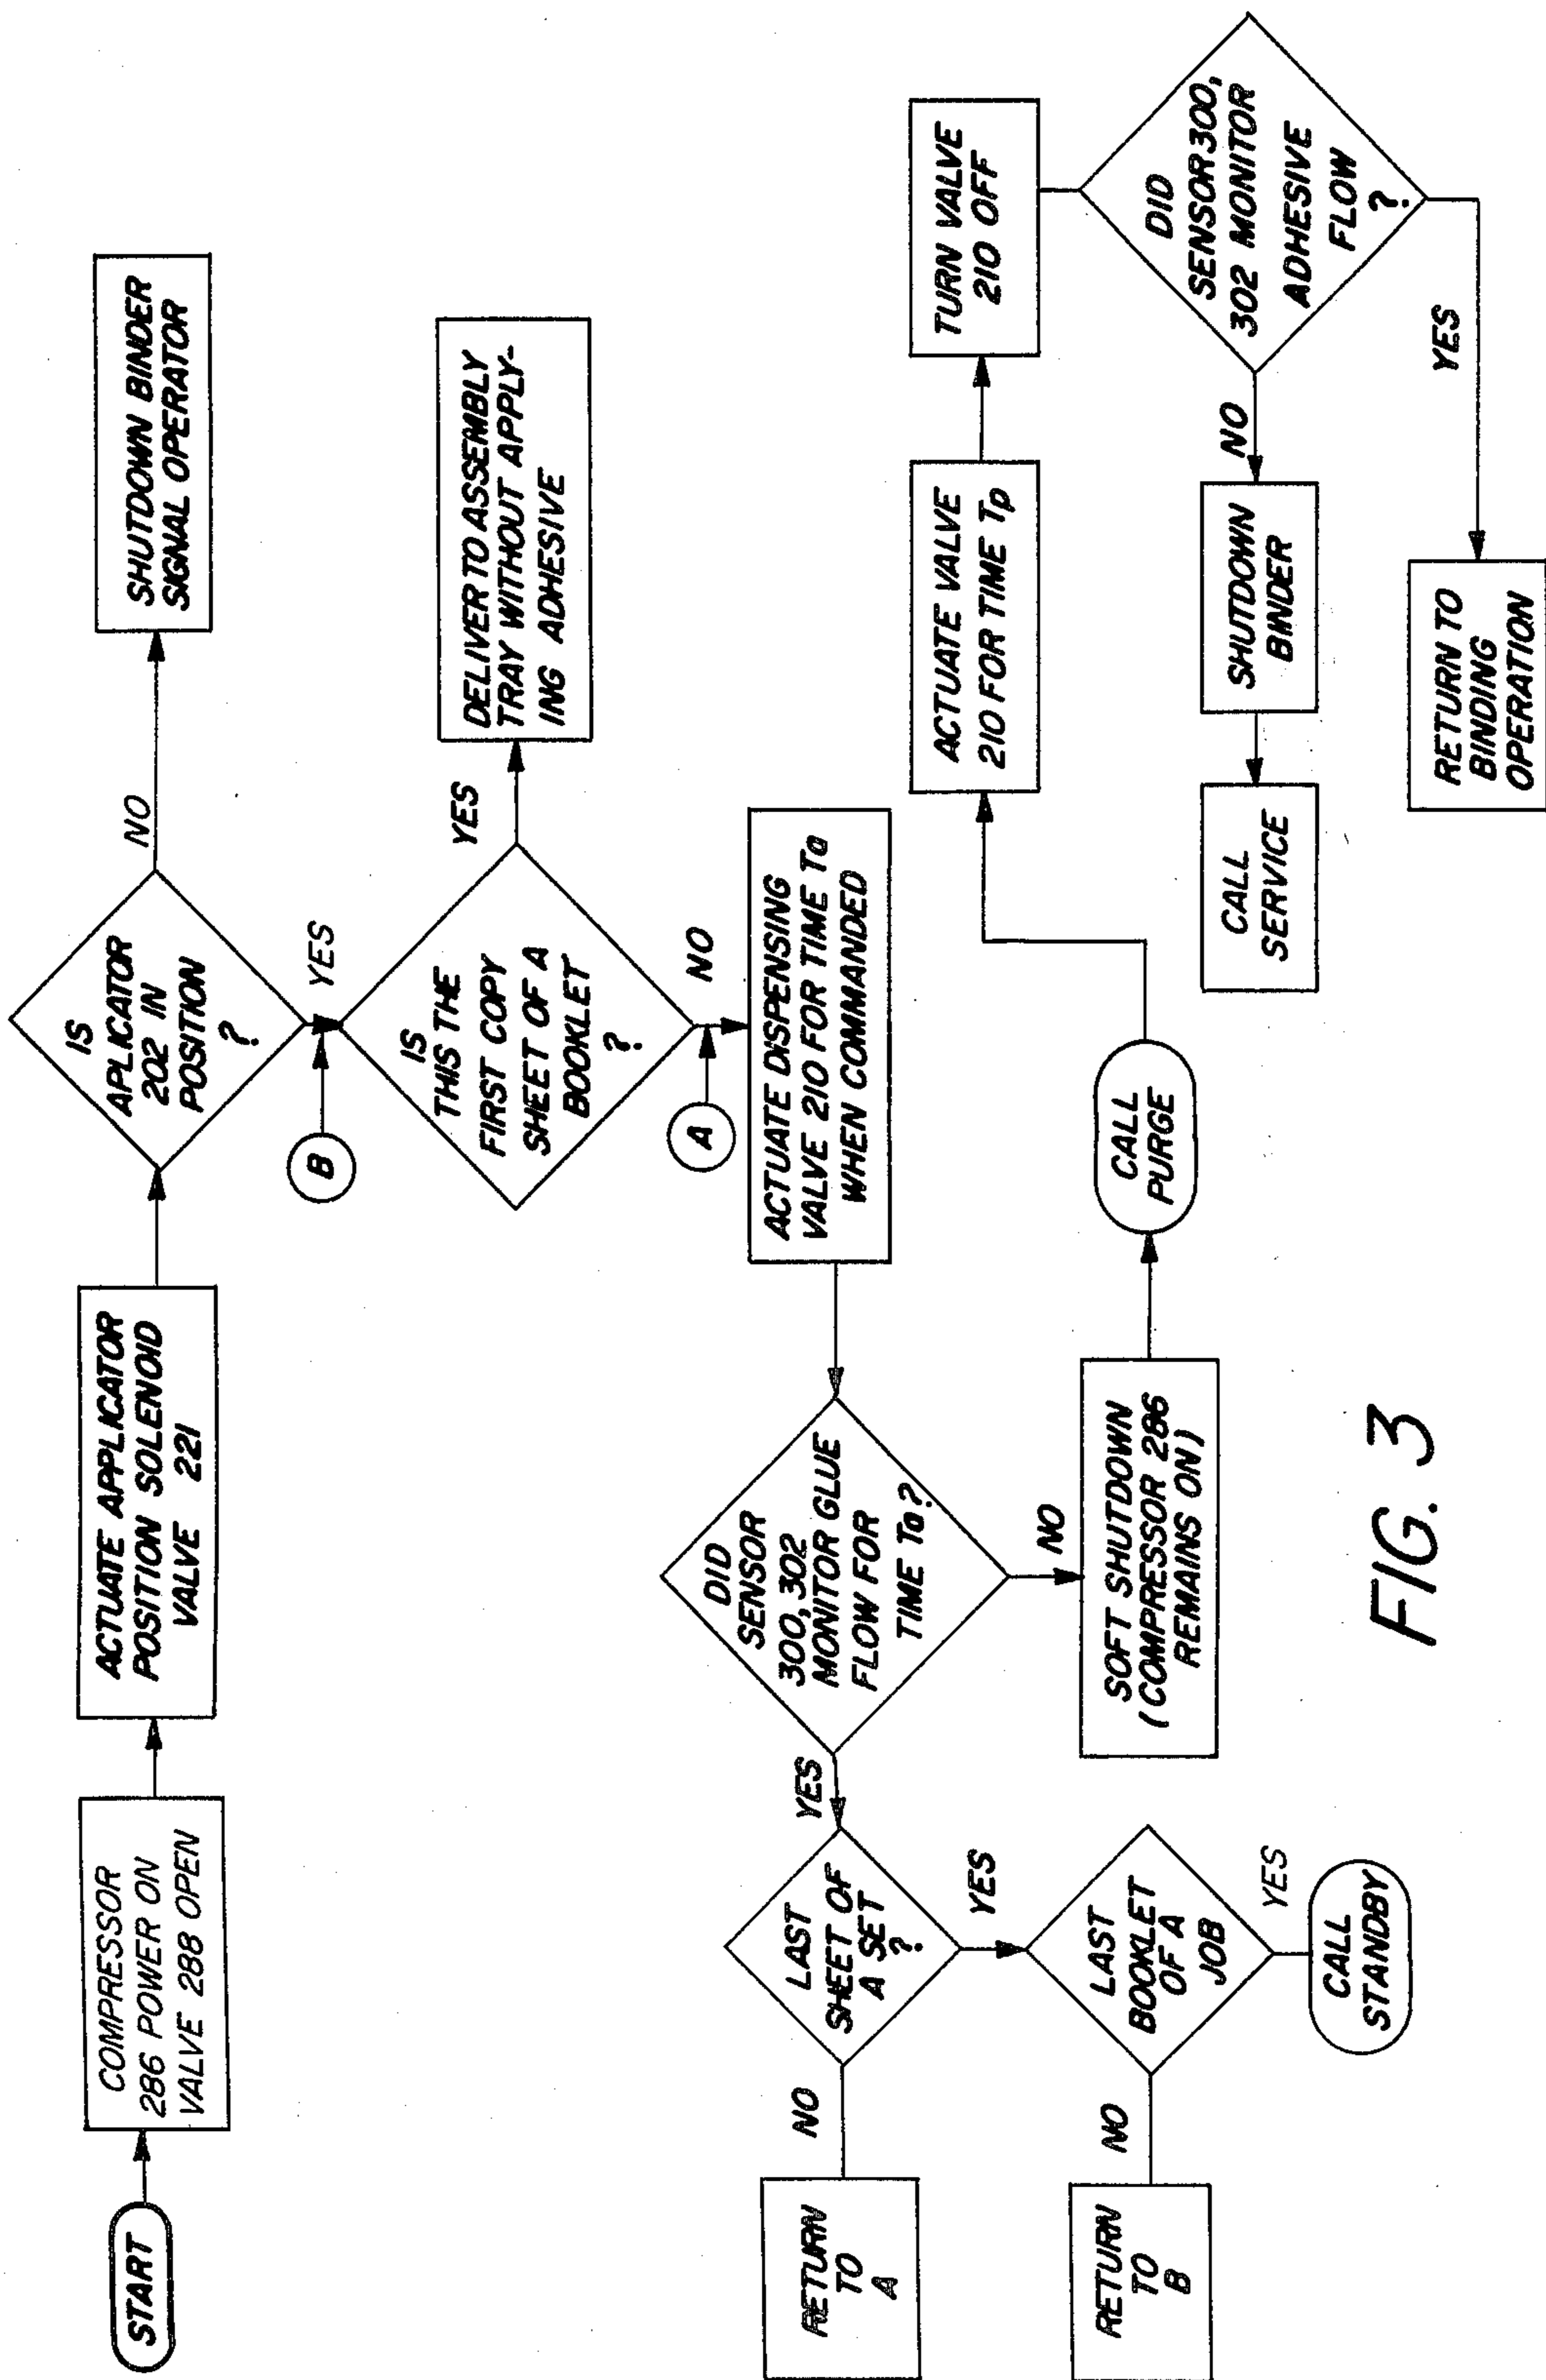 START
COMPRESSOR
286 POWER ON
VALVE 288 OPEN
ACTUATE APPLICATOR
POSITION SOLENOID
VALVE 221
IS
APLICATOR
202 IN
POSITION
?
NO
SHUTDOWN BINDER
SIGNAL OPERATOR
YES
B
IS
THIS THE
FIRST COPY
SHEET OF A
BOOKLET
?
YES
DELIVER TO ASSEMBLY
TRAY WITHOUT APPLY-
ING ADHESIVE
NO
A
ACTUATE DISPENSING
VALVE 210 FOR TIME Ta
WHEN COMMANDED
DID
SENSOR
300, 302
MONITOR GLUE
FLOW FOR
TIME Ta?
YES
LAST
SHEET OF
A SET
?
NO
RETURN
TO
A
YES
LAST
BOOKLET
OF A
JOB
NO
RETURN
TO
B
YES
CALL
STANDBY
NO
SOFT SHUTDOWN
(COMPRESSOR 286
REMAINS ON)
CALL
PURGE
ACTUATE VALVE
210 FOR TIME Tp
TURN VALVE
210 OFF
DID
SENSOR 300,
302 MONITOR
ADHESIVE
FLOW
?
NO
SHUTDOWN
BINDER
CALL
SERVICE
YES
RETURN TO
BINDING
OPERATION
FIG. 3